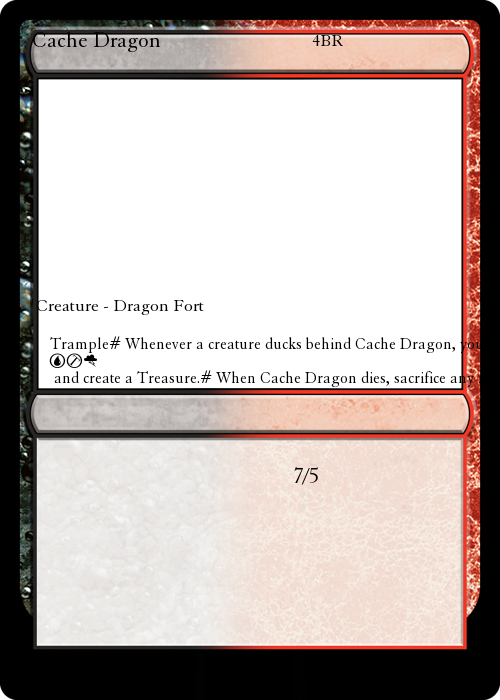 Cache Dragon 4BR
Creature - Dragon Fort
Trample# Whenever a creature ducks behind Cache Dragon, you
and create a Treasure.# When Cache Dragon dies, sacrifice any
7/5